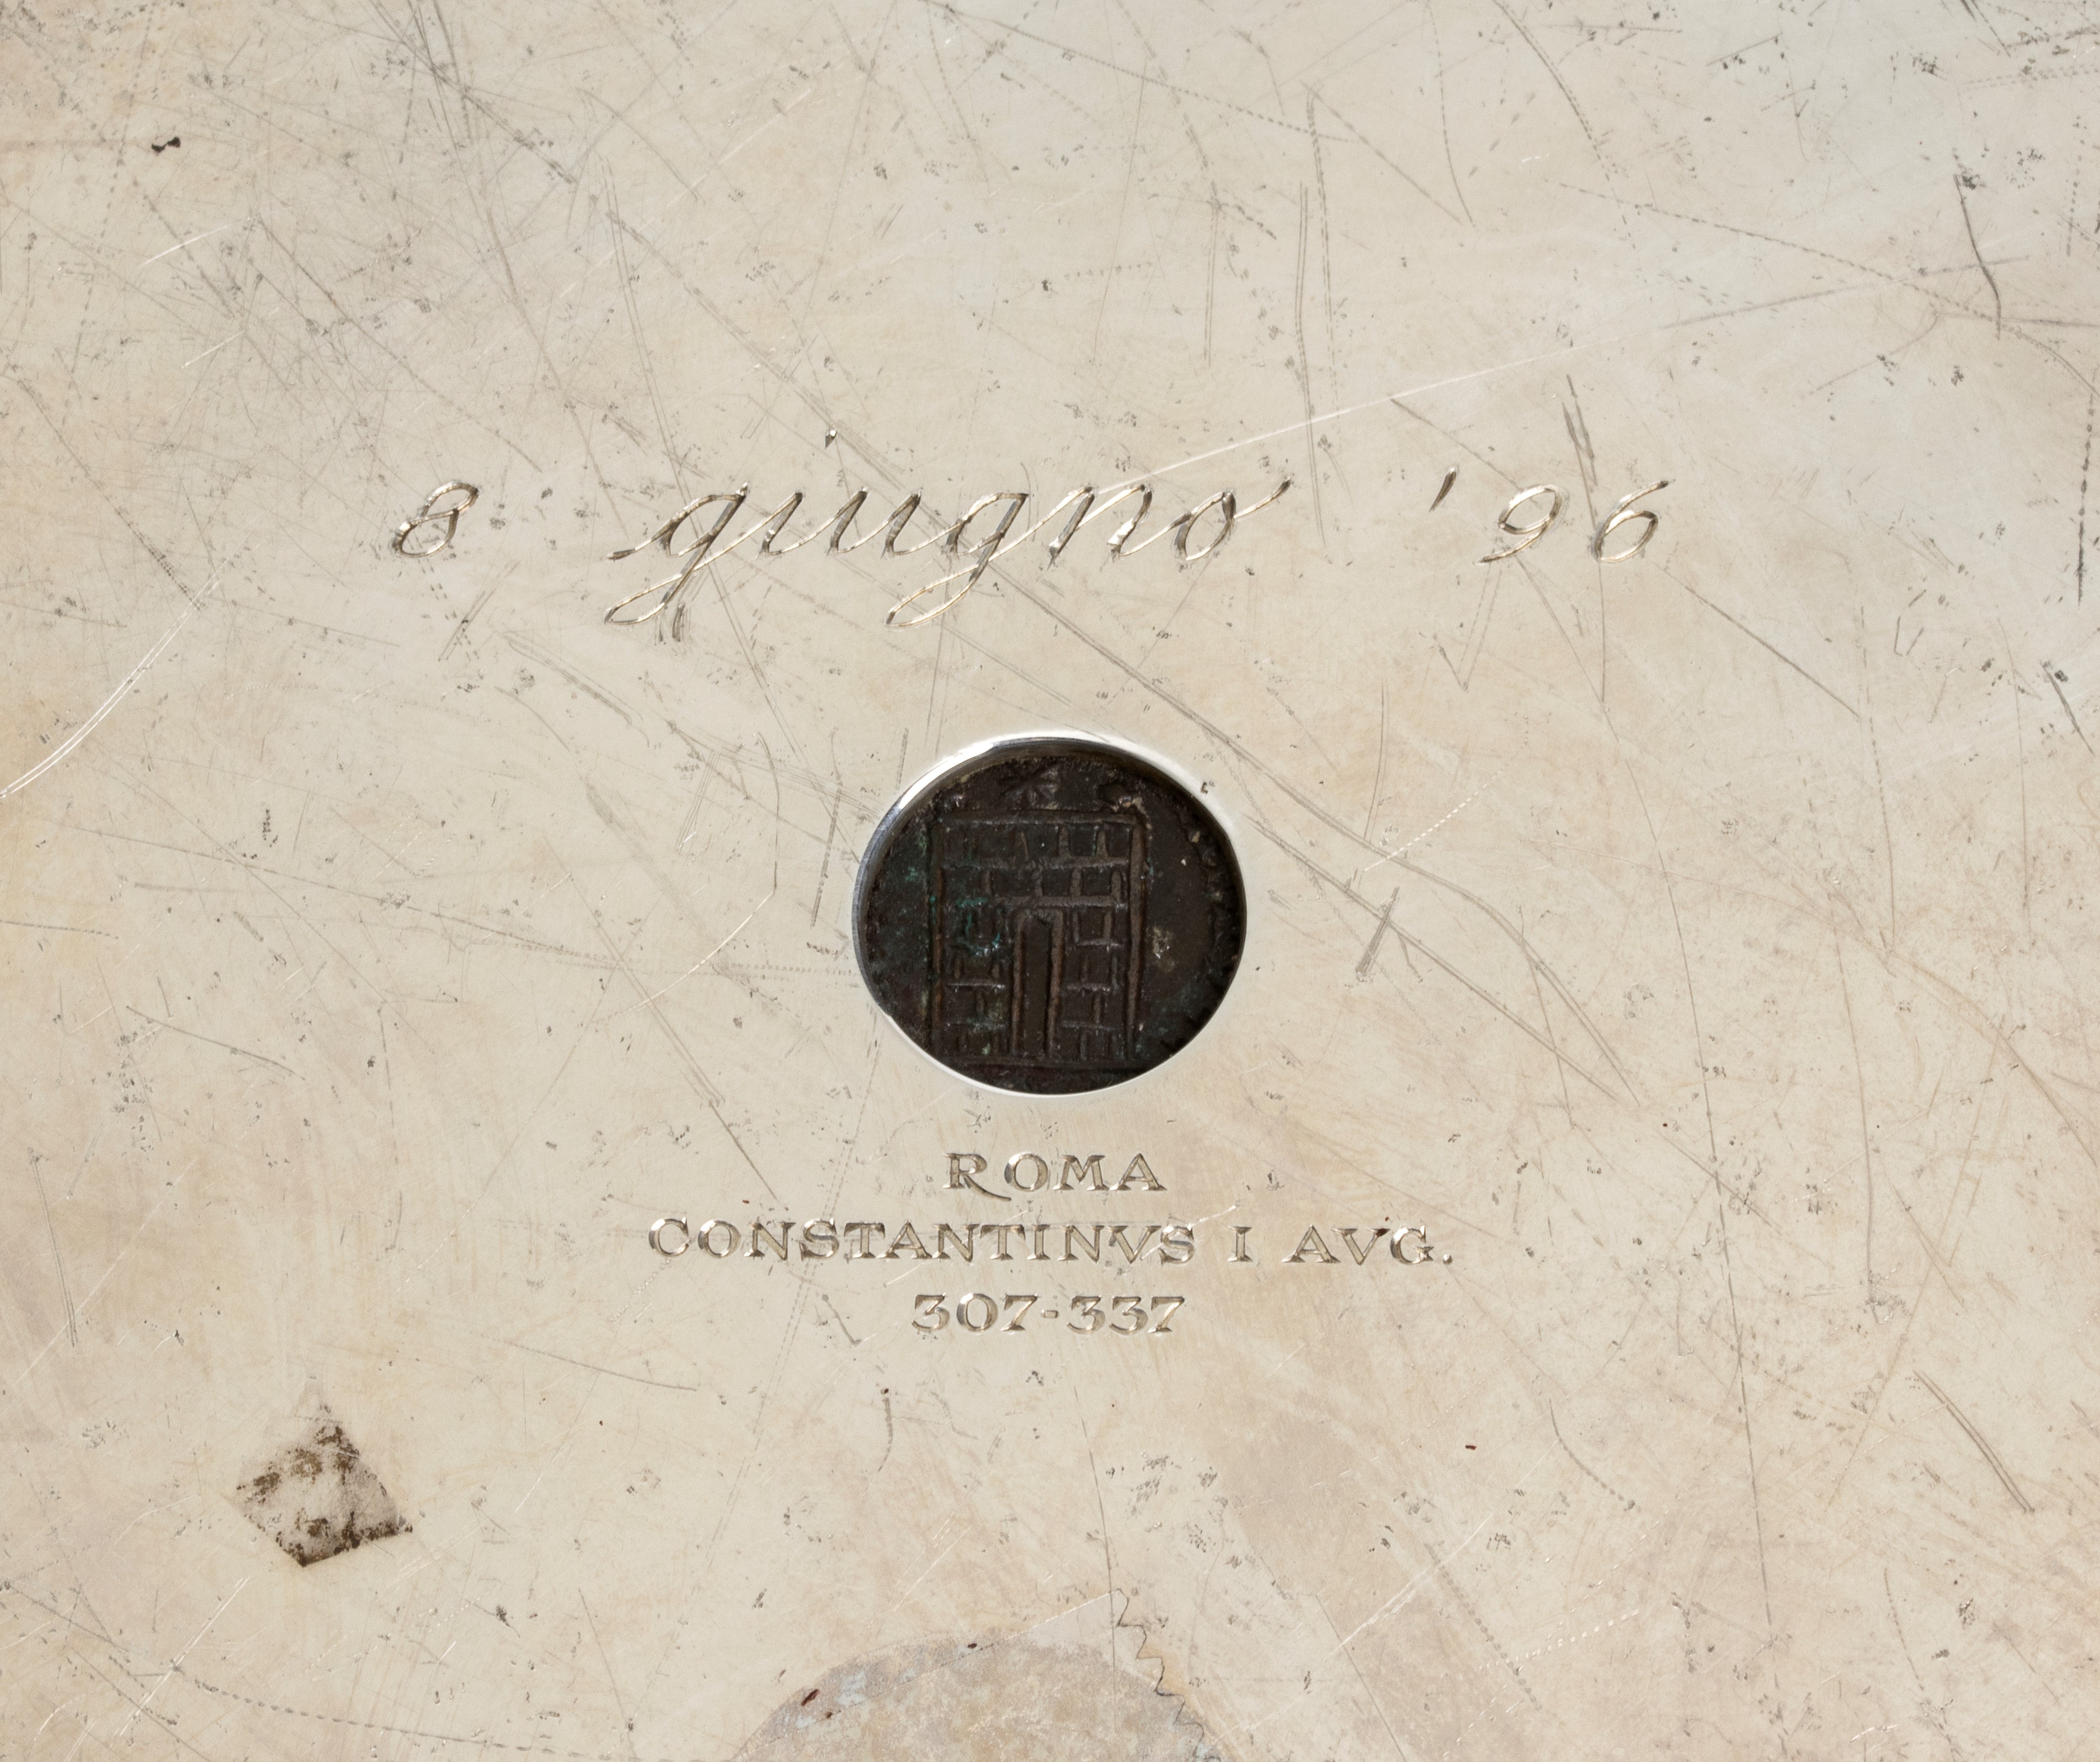 8 giugno '96
ROMA
CONSTANTINVS I AVG.
307-337